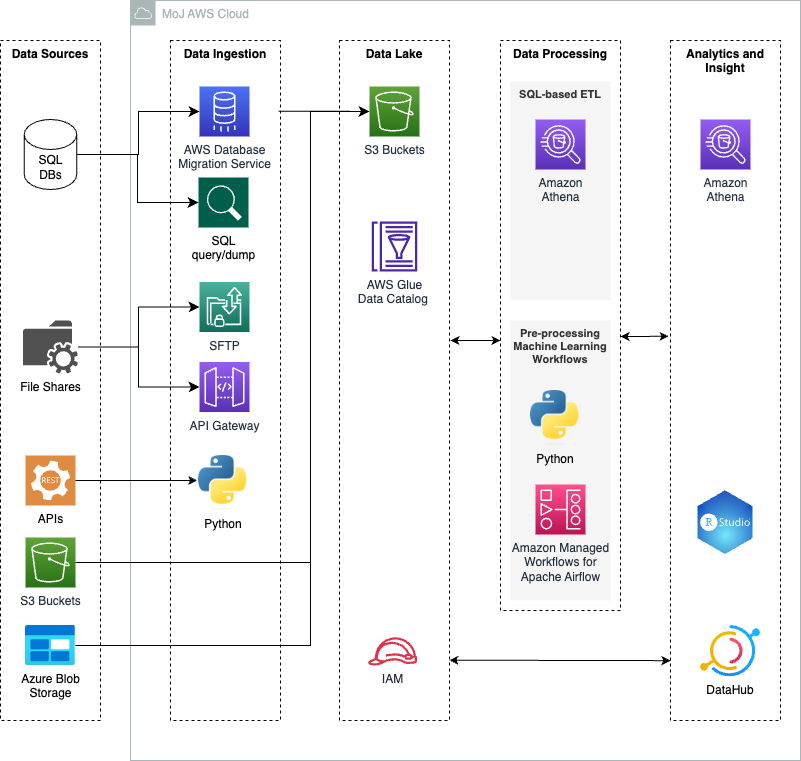 MoJ AWS Cloud
Data Sources
SQL
DBs
File Shares
REST
APIs
S3 Buckets
Azure Blob
Storage
Data Ingestion
AWS Database
Migration Service
SQL
query/dump
SFTP
</>
API Gateway
Python
Data Lake
S3 Buckets
AWS Glue
Data Catalog
IAM
Data Processing
SQL-based ETL
Amazon
Athena
Pre-processing
Machine Learning
Workflows
Python
Amazon Managed
Workflows for
Apache Airflow
Analytics and
Insight
Amazon
Athena
R Studio
DataHub